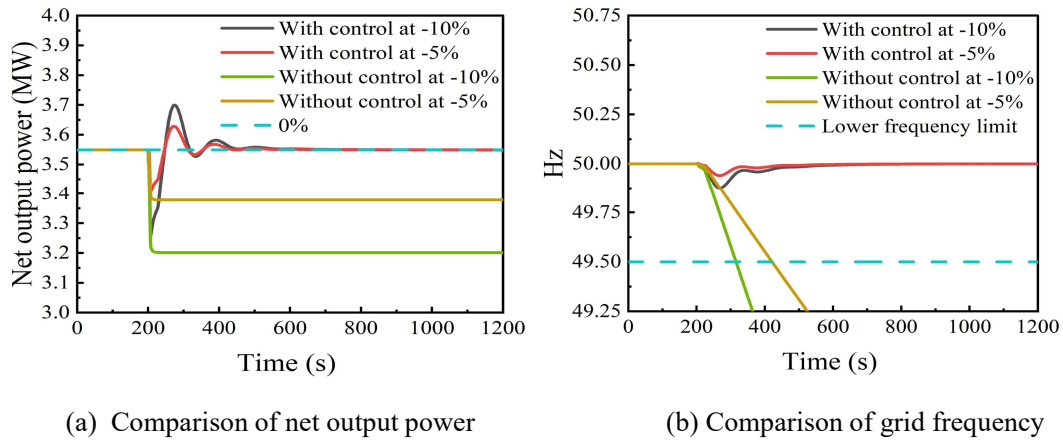 4.0
3.9
3.8
3.7
3.6
3.5
3.4
3.3
3.2
3.1
3.0
Net output power (MW)
With control at -10%
With control at -5%
Without control at -10%
Without control at -5%
0%
0 200 400 600 800 1000 1200
Time (s)
(a) Comparison of net output power
50.75
50.50
50.25
50.00
49.75
49.50
49.25
Hz
With control at -10%
With control at -5%
Without control at -10%
Without control at -5%
Lower frequency limit
0 200 400 600 800 1000 1200
Time (s)
(b) Comparison of grid frequency